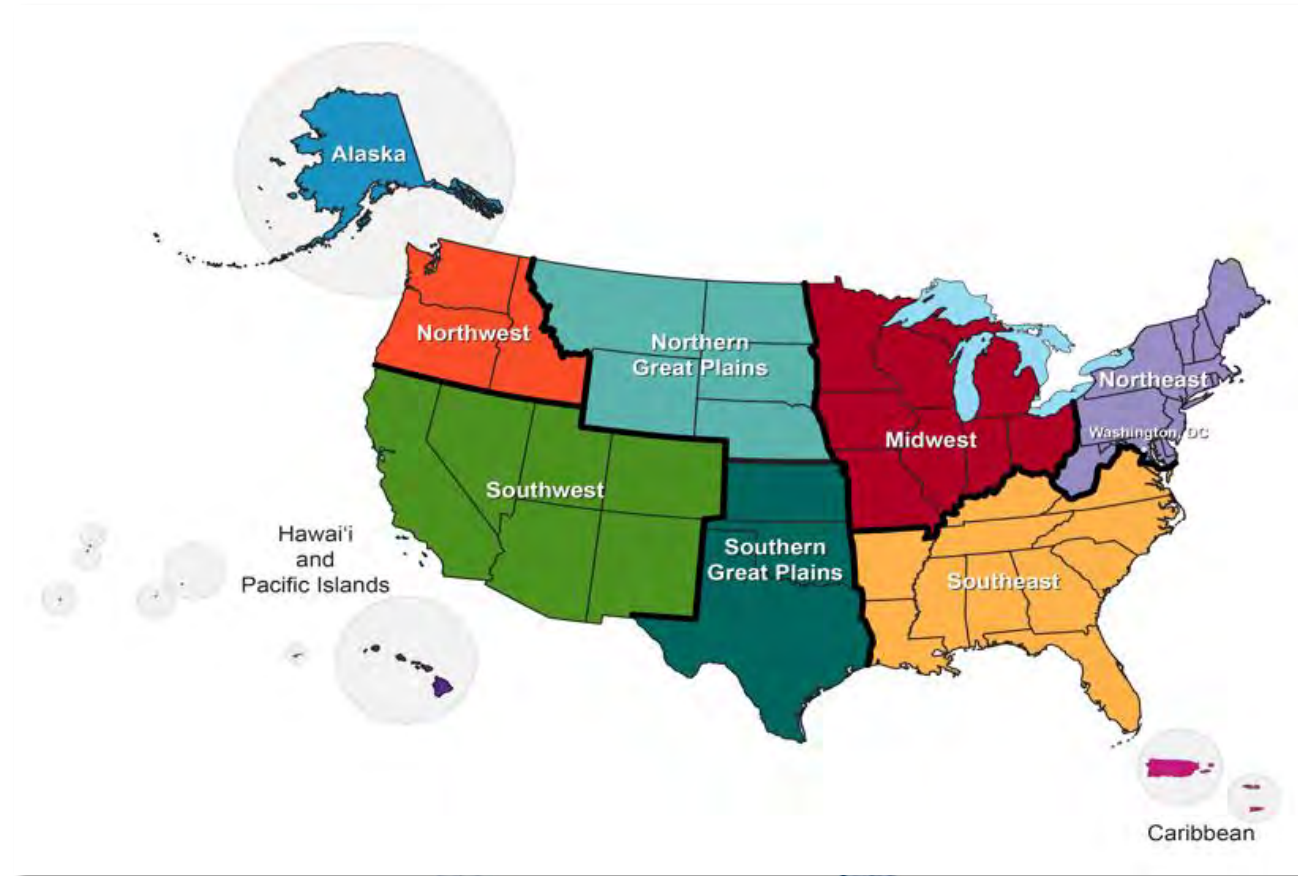 Alaska
Northwest
Northern
Great Plains
Northeast
Washington, DC
Midwest
Southwest
Hawai‘i
and
Pacific Islands
Southern
Great Plains
Southeast
Caribbean